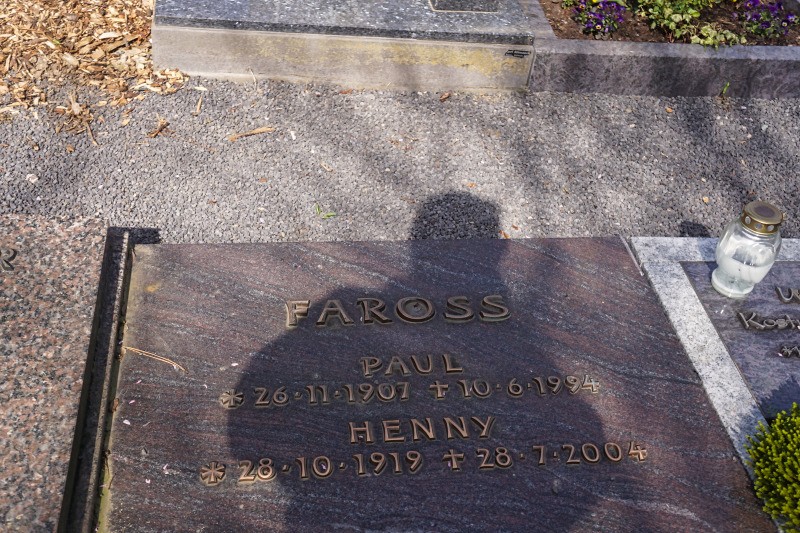 FAROSS
PAUL
* 26·11·1907 ✝ 10·6·1994
HENNY
* 28·10·1919 ✝ 28·7·2004